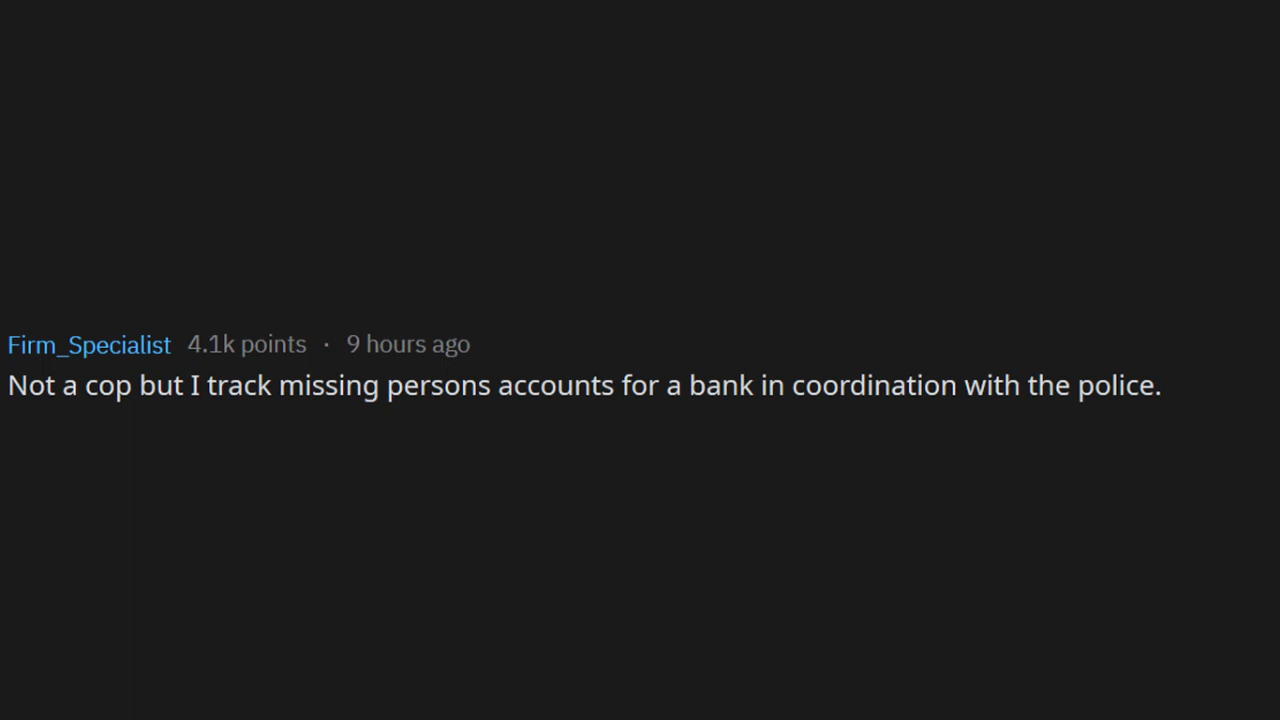 Firm_Specialist 4.1k points · 9 hours ago
Not a cop but I track missing persons accounts for a bank in coordination with the police.